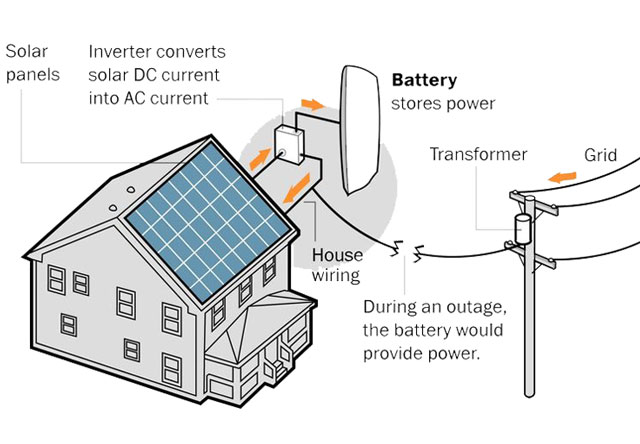 Solar
panels
Inverter converts
solar DC current
into AC current
Battery
stores power
Transformer
Grid
House
wiring
During an outage,
the battery would
provide power.